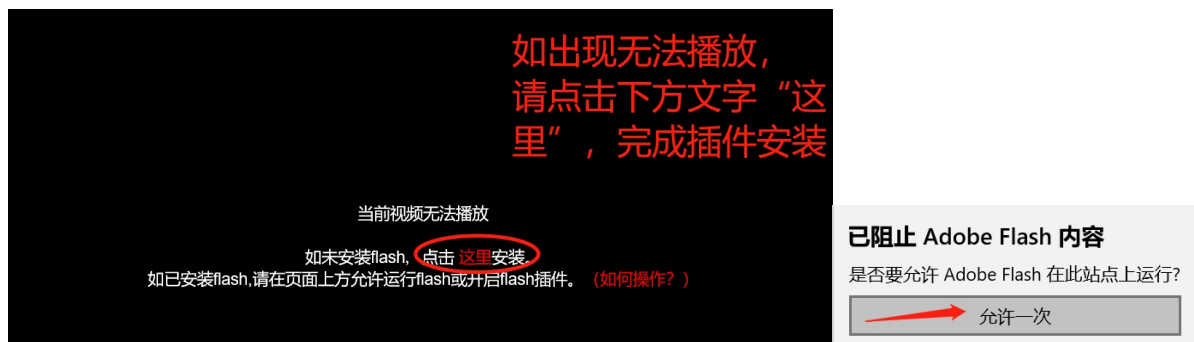 如出现无法播放，
请点击下方文字“这
里”，完成插件安装
当前视频无法播放
如未安装flash, 点击 这里安装。
如已安装flash,请在页面上方允许运行flash或开启flash插件。（如何操作？）
已阻止 Adobe Flash 内容
是否要允许 Adobe Flash 在此站点上运行?
允许一次